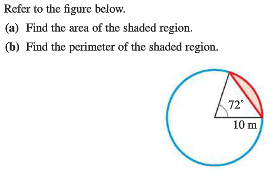 Refer to the figure below.
(a) Find the area of the shaded region.
(b) Find the perimeter of the shaded region.
72°
10 m